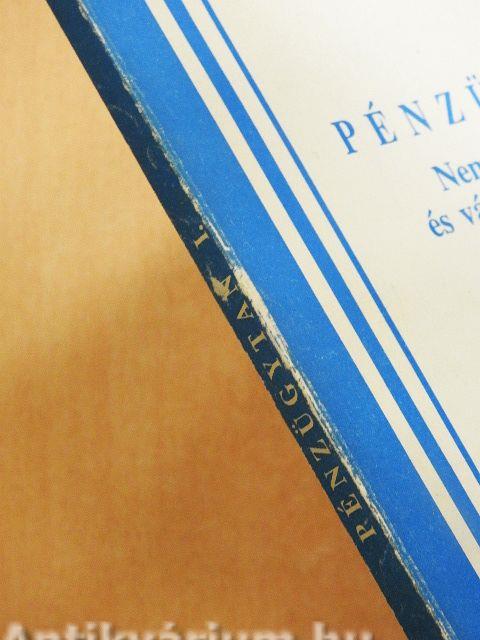 PÉNZÜ
Nem
és vá
PÉNZÜGYTAN I.
Antikvárium.hu